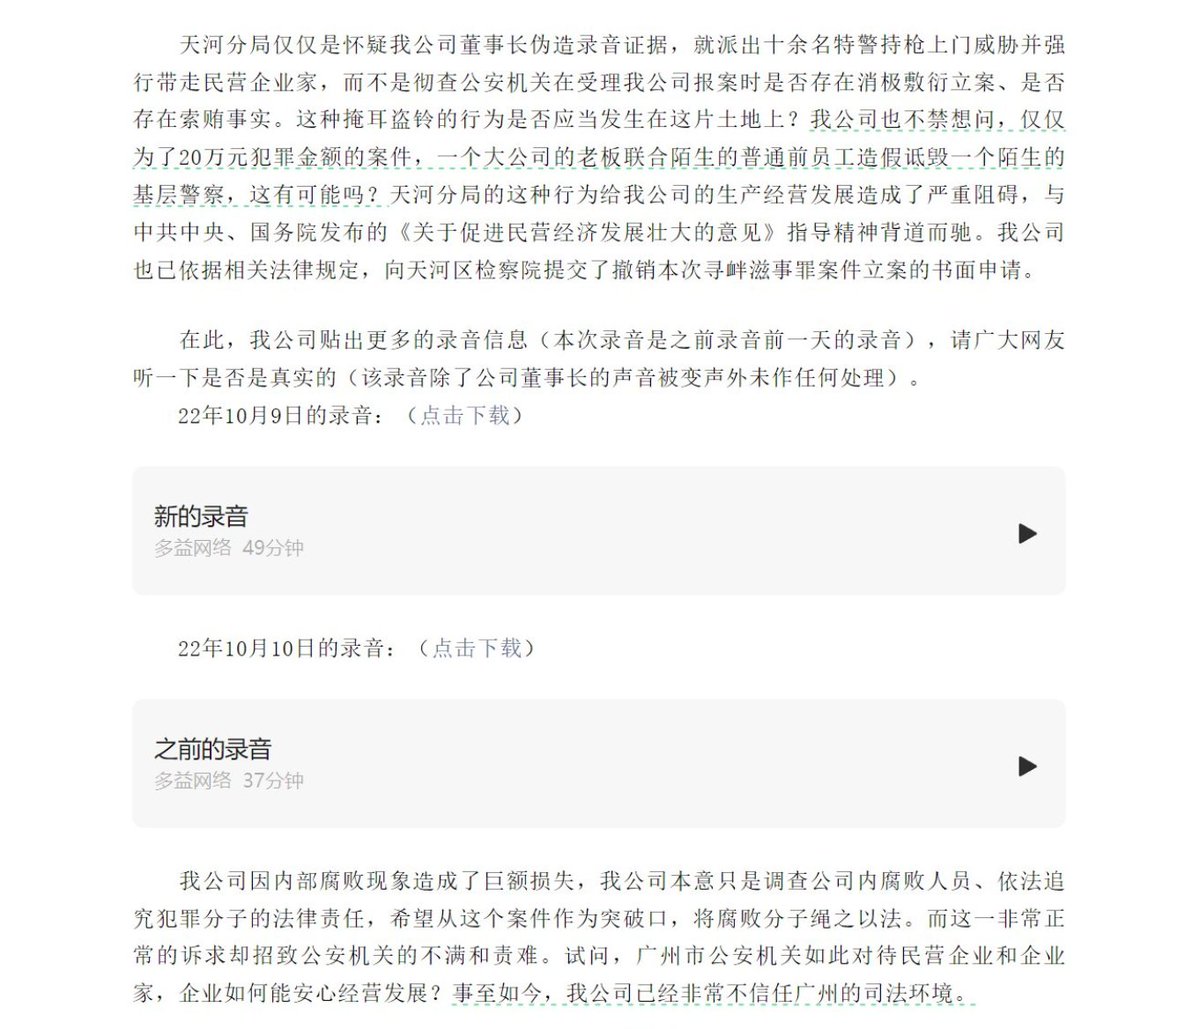 天河分局仅仅是怀疑我公司董事长伪造录音证据，就派出十余名特警持枪上门威胁并强
行带走民营企业家，而不是彻查公安机关在受理我公司报案时是否存在消极敷衍立案、是否
存在索贿事实。这种掩耳盗铃的行为是否应当发生在这片土地上？我公司也不禁想问，仅仅
为了20万元犯罪金额的案件，一个大公司的老板联合陌生的普通前员工造假诋毁一个陌生的
基层警察，这有可能吗？天河分局的这种行为给我公司的生产经营发展造成了严重阻碍，与
中共中央、国务院发布的《关于促进民营经济发展壮大的意见》指导精神背道而驰。我公司
也已依据相关法律规定，向天河区检察院提交了撤销本次寻衅滋事罪案件立案的书面申请。
在此，我公司贴出更多的录音信息（本次录音是之前录音前一天的录音），请广大网友
听一下是否是真实的（该录音除了公司董事长的声音被变声外未作任何处理）。
22年10月9日的录音：（点击下载）
新的录音
多益网络 49分钟
22年10月10日的录音：（点击下载）
之前的录音
多益网络 37分钟
我公司因内部腐败现象造成了巨额损失，我公司本意只是调查公司内腐败人员、依法追
究犯罪分子的法律责任，希望从这个案件作为突破口，将腐败分子绳之以法。而这一非常正
常的诉求却招致公安机关的不满和责难。试问，广州市公安机关如此对待民营企业和企业
家，企业如何能安心经营发展？事至如今，我公司已经非常不信任广州的司法环境。